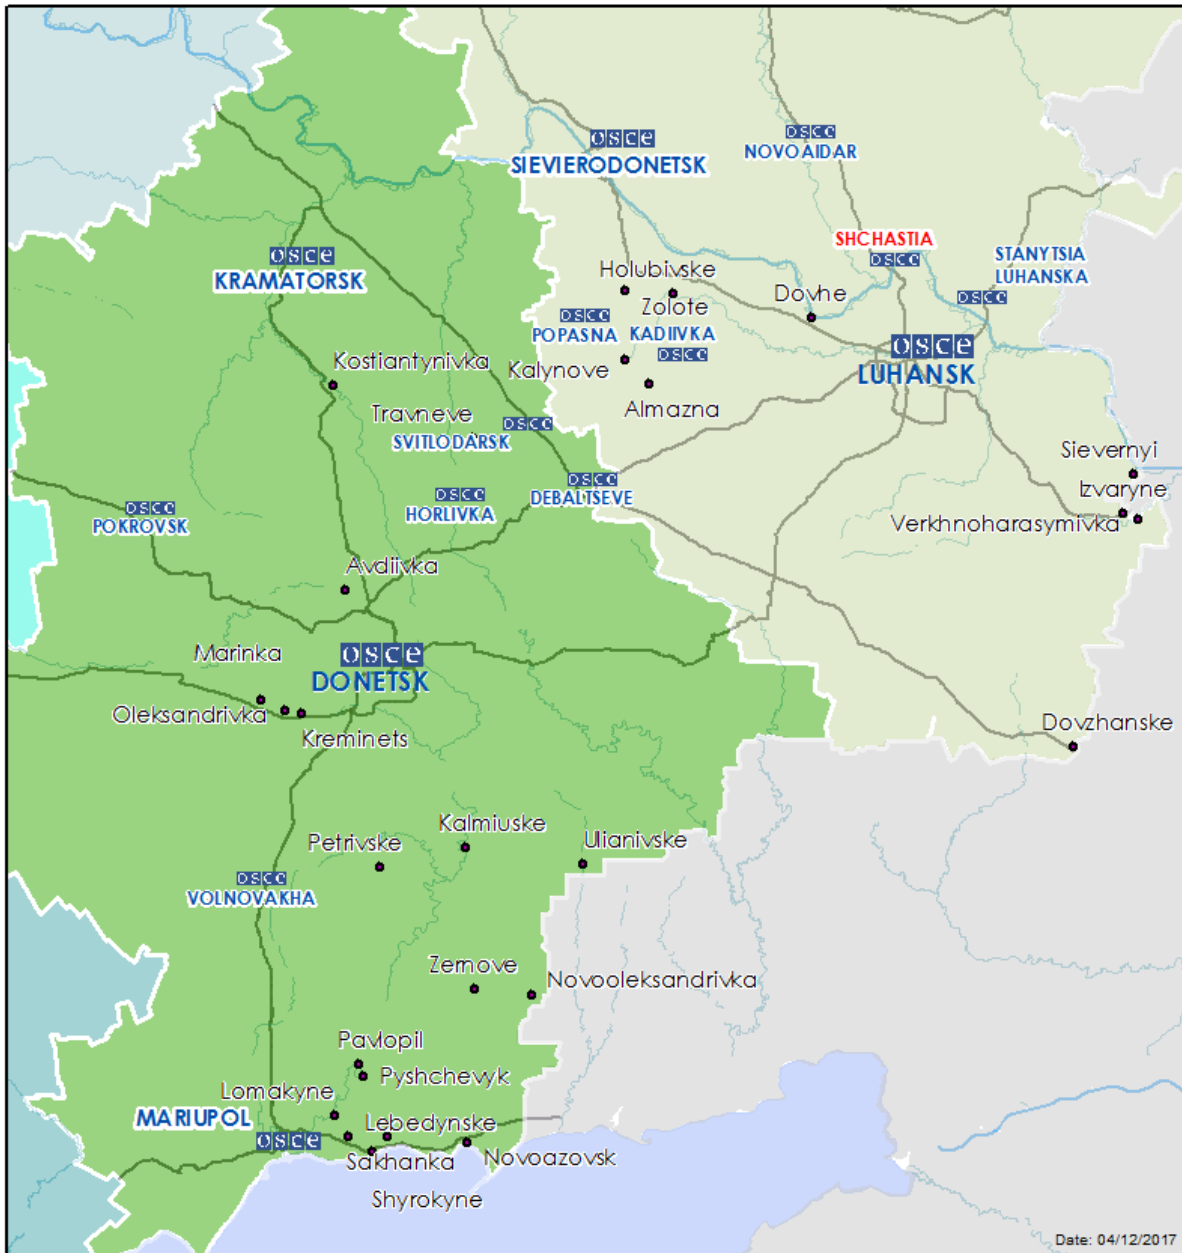 osce
SIEVIERODONETSK
osce
NOVOAIDAR
SHCHASTIA
osce
STANYTSIA
LUHANSKA
osce
osce
KRAMATORSK
Holubivske
Zolote
Dovhe
osce
POPASNA
KADIIVKA
osce
osce
LUHANSK
Kostiantynivka
Kalynove
Almazna
Travneve
SVITLODARSK
osce
Sievernyi
Izvaryne
Verkhnoharasymivka
osce
DEBALTSEVE
osce
HORLIVKA
osce
POKROVSK
Avdiivka
Marinka
osce
DONETSK
Oleksandrivka
Kreminets
Dovzhanske
Kalmiuske
Petrivske
Ulianivske
osce
VOLNOVAKHA
Zernove
Novooleksandrivka
Pavlopil
Pyshchevyk
Lomakyne
MARIUPOL
osce
Lebedynske
Sakhanka
Novoazovsk
Shyrokyne
Date: 04/12/2017